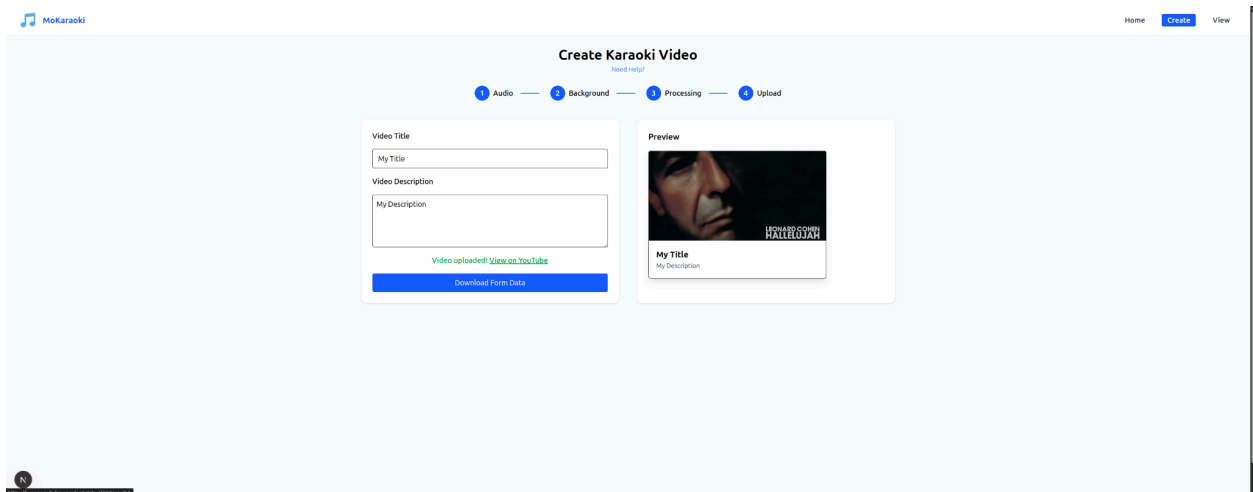 MoKaraoki
Home Create View
Create Karaoki Video
Need Help?
1 Audio 2 Background 3 Processing 4 Upload
Video Title
My Title
Video Description
My Description
Video uploaded! View on YouTube
Download Form Data
Preview
LEONARD COHEN
HALLELUJAH
My Title
My Description
N